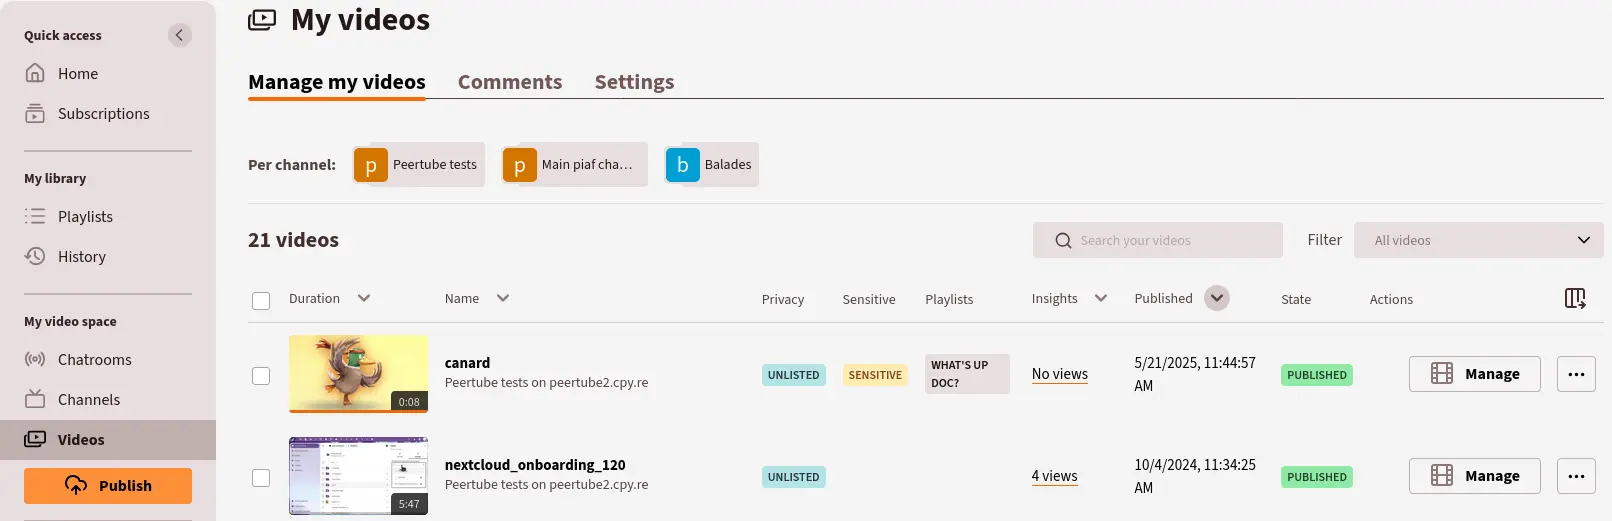 My videos
Quick access
Home
Subscriptions
My library
Playlists
History
My video space
Chatrooms
Channels
Videos
Publish
Manage my videos
Comments
Settings
Per channel:
p
Peertube tests
p
Main piaf cha...
b
Balades
21 videos
Search your videos
Filter
All videos
Duration
Name
Privacy
Sensitive
Playlists
Insights
Published
State
Actions
0:08
canard
Peertube tests on peertube2.cpy.re
UNLISTED
SENSITIVE
WHAT'S UP
DOC?
No views
5/21/2025, 11:44:57
AM
PUBLISHED
Manage
5:47
nextcloud_onboarding_120
Peertube tests on peertube2.cpy.re
UNLISTED
4 views
10/4/2024, 11:34:25
AM
PUBLISHED
Manage